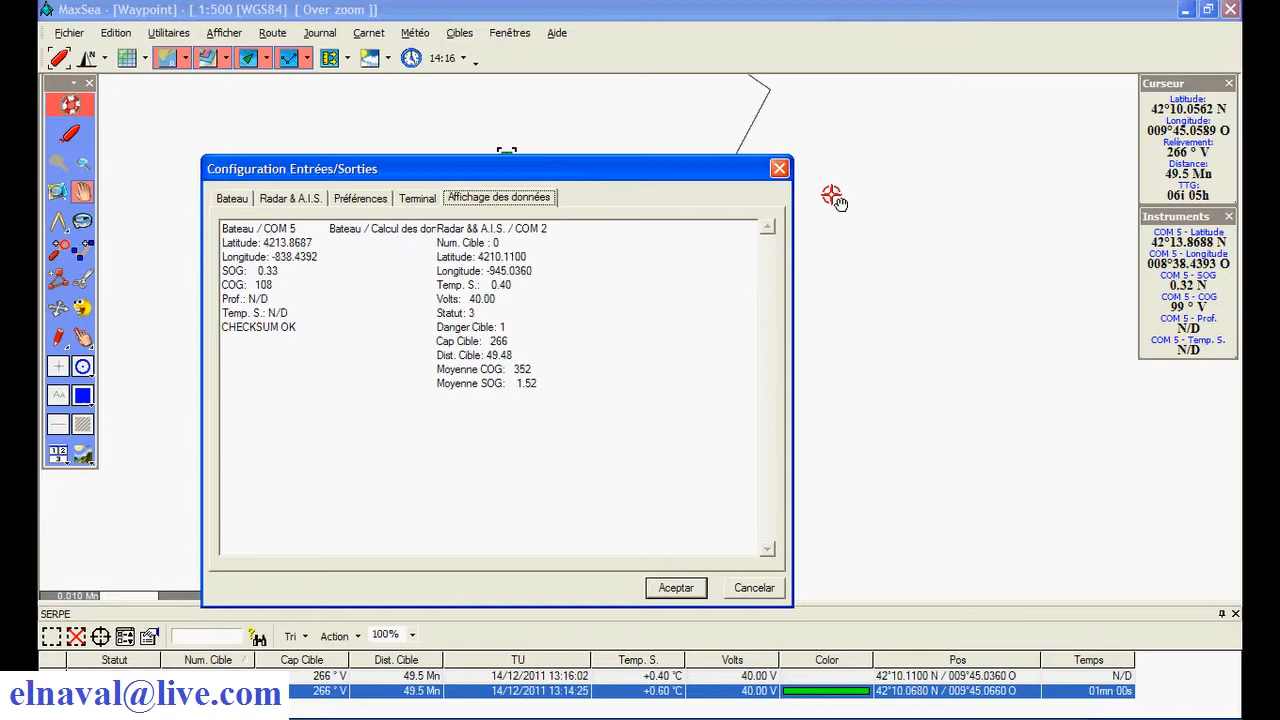 MaxSea - [Waypoint] - [ 1:500 [WGS84] [ Over zoom ]]
Fichier Edition Utilitaires Afficher Route Journal Carnet Météo Cibles Fenêtres Aide
14:16
Configuration Entrées/Sorties
Bateau Radar & A.I.S. Préférences Terminal Affichage des données
Bateau / COM 5
Latitude: 4213.8687
Longitude: -838.4392
SOG: 0.33
COG: 108
Prof.: N/D
Temp. S.: N/D
CHECKSUM OK
Bateau / Calcul des don
Radar && A.I.S. / COM 2
Num. Cible : 0
Latitude: 4210.1100
Longitude: -945.0360
Temp. S.: 0.40
Volts: 40.00
Statut: 3
Danger Cible: 1
Cap Cible: 266
Dist. Cible: 49.48
Moyenne COG: 352
Moyenne SOG: 1.52
Aceptar Cancelar
Curseur
Latitude:
42°10.0562 N
Longitude:
009°45.0589 O
Relèvement:
266 ° V
Distance:
49.5 Mn
TTG:
06i 05h
Instruments
COM 5 - Latitude
42°13.8688 N
COM 5 - Longitude
008°38.4393 O
COM 5 - SOG
0.32 N
COM 5 - COG
99 ° V
COM 5 - Prof.
N/D
COM 5 - Temp. S.
N/D
Aa
1 2
3
0.010 Mn
SERPE
Tri Action 100%
Statut Num. Cible Cap Cible Dist. Cible TU Temp. S. Volts Color Pos Temps
266 ° V 49.5 Mn 14/12/2011 13:16:02 +0.40 °C 40.00 V 42°10.1100 N / 009°45.0360 O N/D
266 ° V 49.5 Mn 14/12/2011 13:14:25 +0.60 °C 40.00 V 42°10.0680 N / 009°45.0660 O 01mn 00s
elnaval@live.com